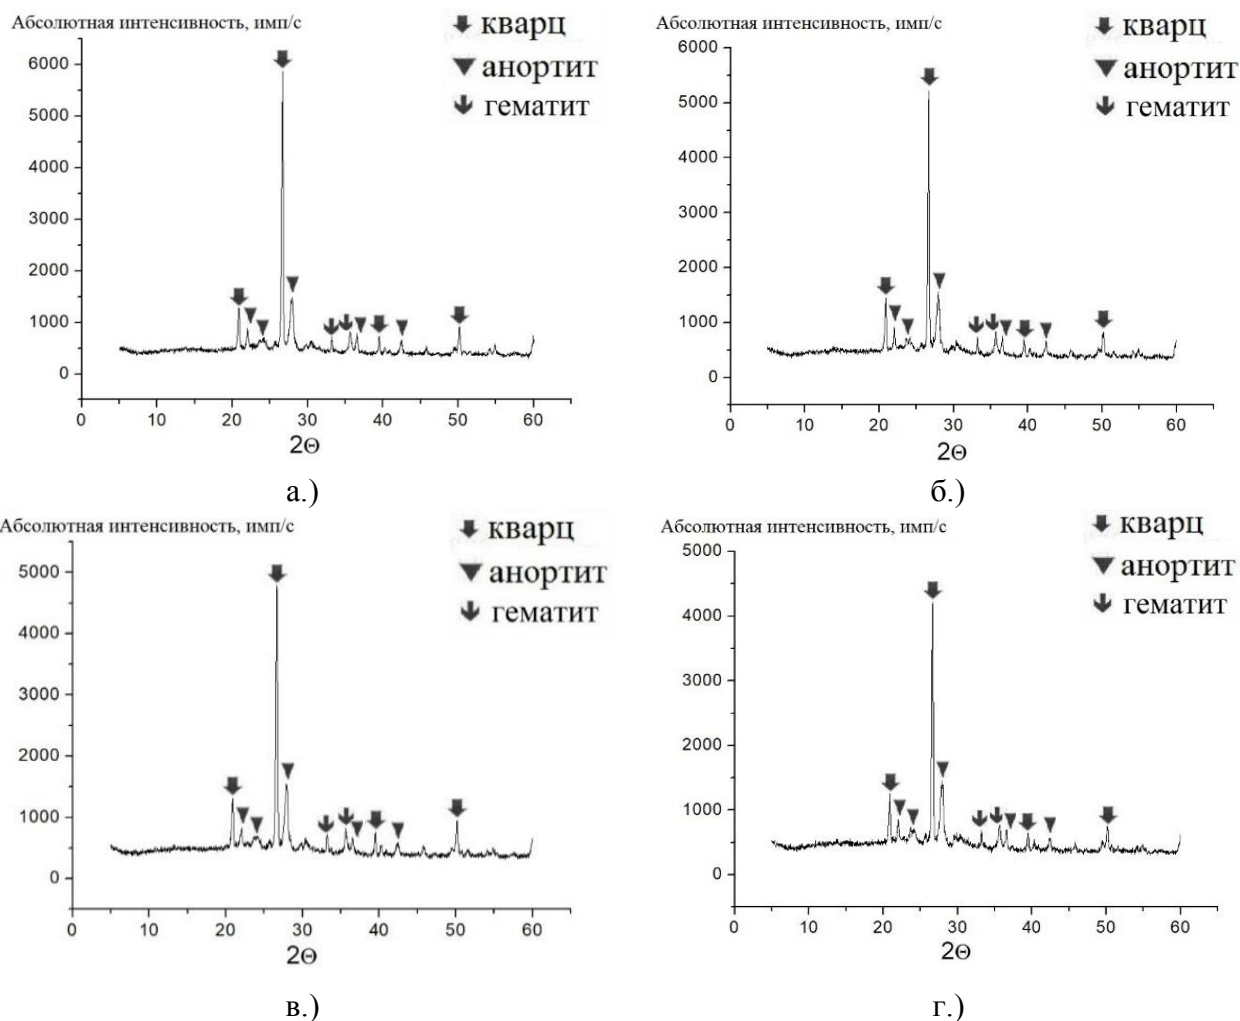 Абсолютная интенсивность, имп/с
кварц
анортит
гематит
6000
5000
4000
3000
2000
1000
0
0 10 20 30 40 50 60
2Θ
а.)
Абсолютная интенсивность, имп/с
кварц
анортит
гематит
6000
5000
4000
3000
2000
1000
0
0 10 20 30 40 50 60
2Θ
б.)
Абсолютная интенсивность, имп/с
кварц
анортит
гематит
5000
4000
3000
2000
1000
0
0 10 20 30 40 50 60
2Θ
в.)
Абсолютная интенсивность, имп/с
кварц
анортит
гематит
5000
4000
3000
2000
1000
0
0 10 20 30 40 50 60
2Θ
г.)